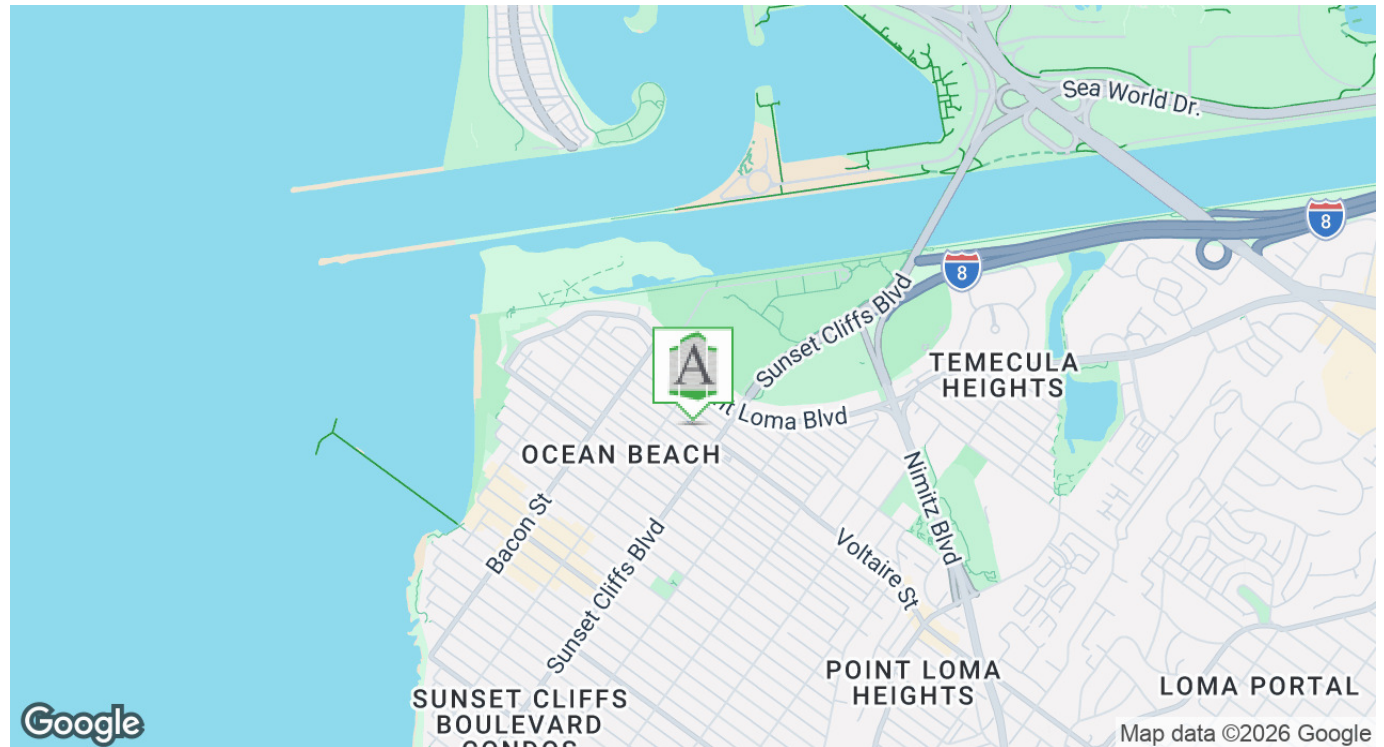 Sea World Dr.
8
8
Sunset Cliffs Blvd
TEMECULA
HEIGHTS
A
Loma Blvd
OCEAN BEACH
Bacon St
Nimitz Blvd
Voltaire St
Sunset Cliffs Blvd
POINT LOMA
HEIGHTS
LOMA PORTAL
SUNSET CLIFFS
BOULEVARD
CONDOS
Google
Map data ©2026 Google